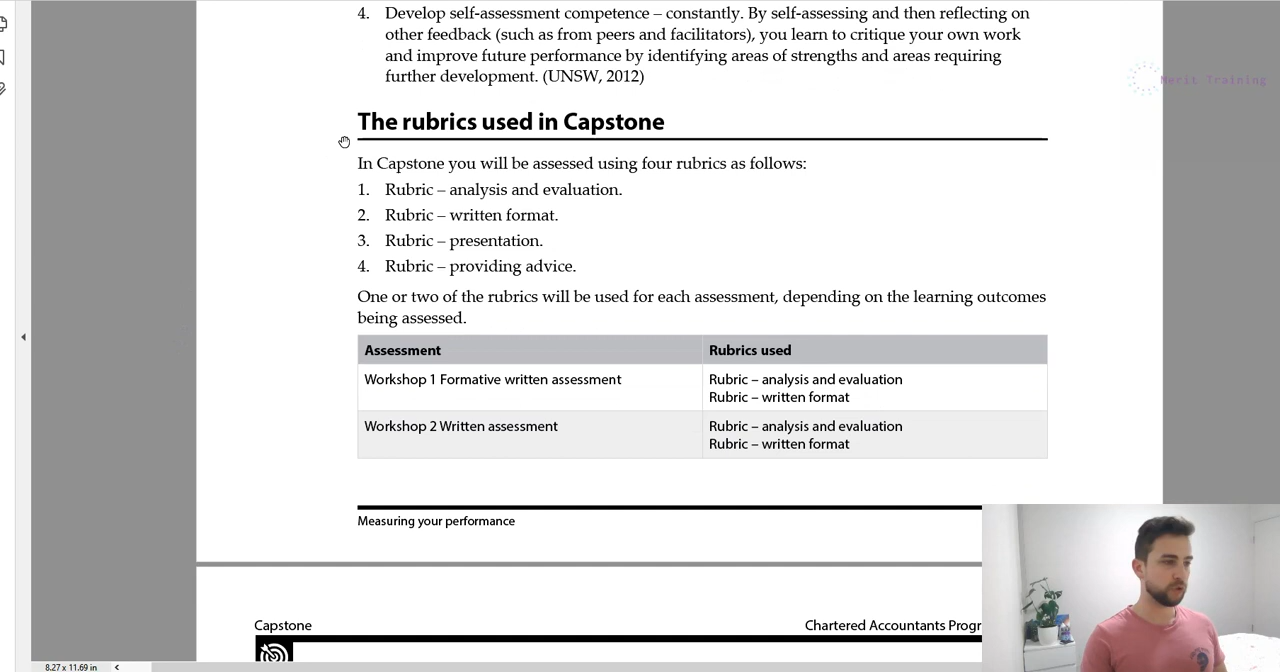 4. Develop self-assessment competence – constantly. By self-assessing and then reflecting on
other feedback (such as from peers and facilitators), you learn to critique your own work
and improve future performance by identifying areas of strengths and areas requiring
further development. (UNSW, 2012)
Merit Training
The rubrics used in Capstone
In Capstone you will be assessed using four rubrics as follows:
1. Rubric – analysis and evaluation.
2. Rubric – written format.
3. Rubric – presentation.
4. Rubric – providing advice.
One or two of the rubrics will be used for each assessment, depending on the learning outcomes
being assessed.
Assessment Rubrics used
Workshop 1 Formative written assessment Rubric – analysis and evaluation
Rubric – written format
Workshop 2 Written assessment Rubric – analysis and evaluation
Rubric – written format
Measuring your performance
Capstone Chartered Accountants Progr
8.27 x 11.69 in